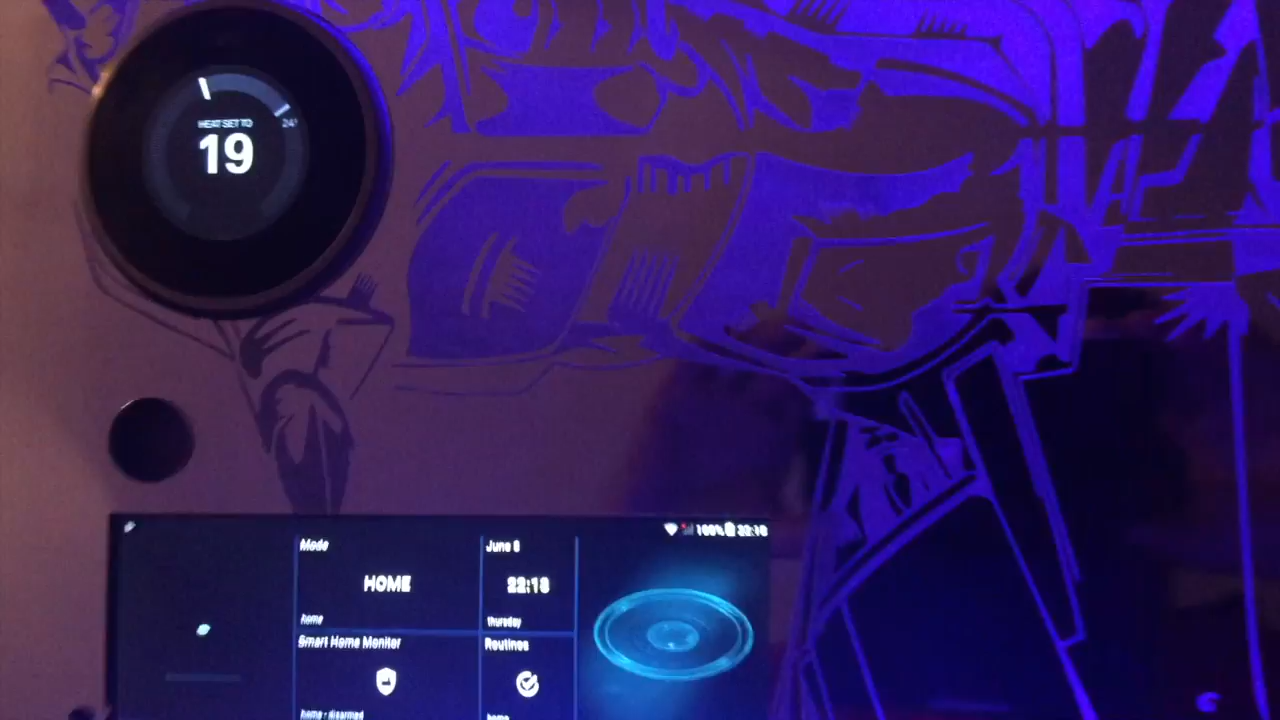 HEAT SET TO
24°
19
100% 22:18
Mode
HOME
home
June 8
22:18
thursday
Smart Home Monitor
home - disarmed
Routines
home